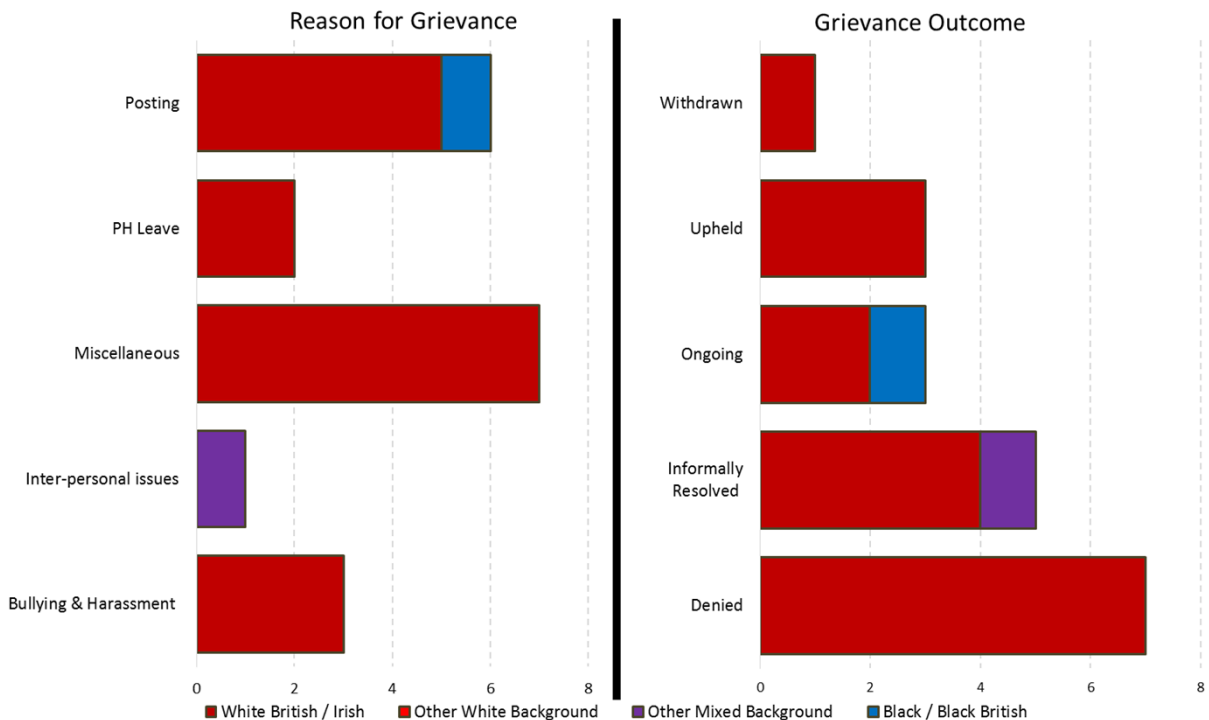 Reason for Grievance
Posting
PH Leave
Miscellaneous
Inter-personal issues
Bullying & Harassment
0 2 4 6 8
Grievance Outcome
Withdrawn
Upheld
Ongoing
Informally
Resolved
Denied
0 2 4 6 8
White British / Irish Other White Background Other Mixed Background Black / Black British